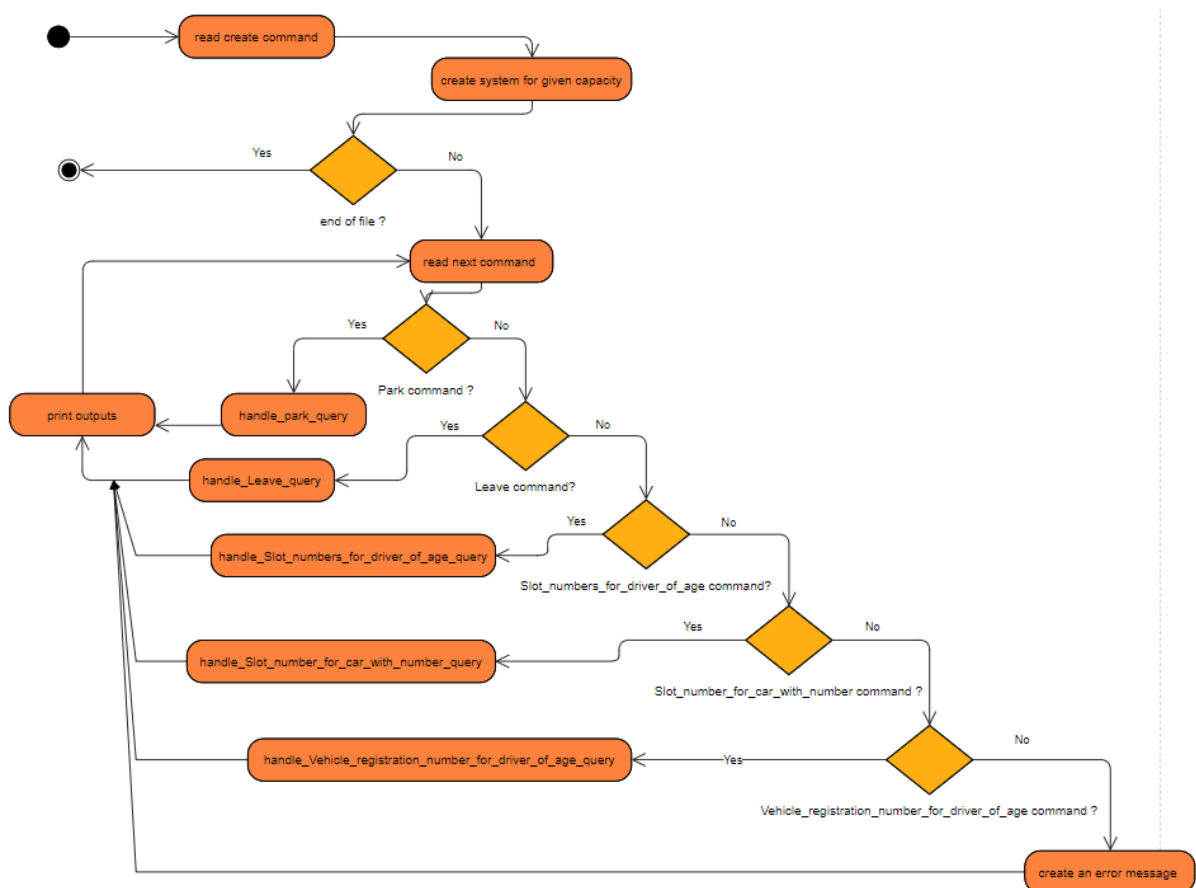 read create command
create system for given capacity
Yes
No
end of file ?
read next command
Yes
No
Park command ?
print outputs
handle_park_query
Yes
No
handle_Leave_query
Leave command?
Yes
No
handle_Slot_numbers_for_driver_of_age_query
Slot_numbers_for_driver_of_age command?
Yes
No
handle_Slot_number_for_car_with_number_query
Slot_number_for_car_with_number command ?
No
handle_Vehicle_registration_number_for_driver_of_age_query
Yes
Vehicle_registration_number_for_driver_of_age command ?
create an error message